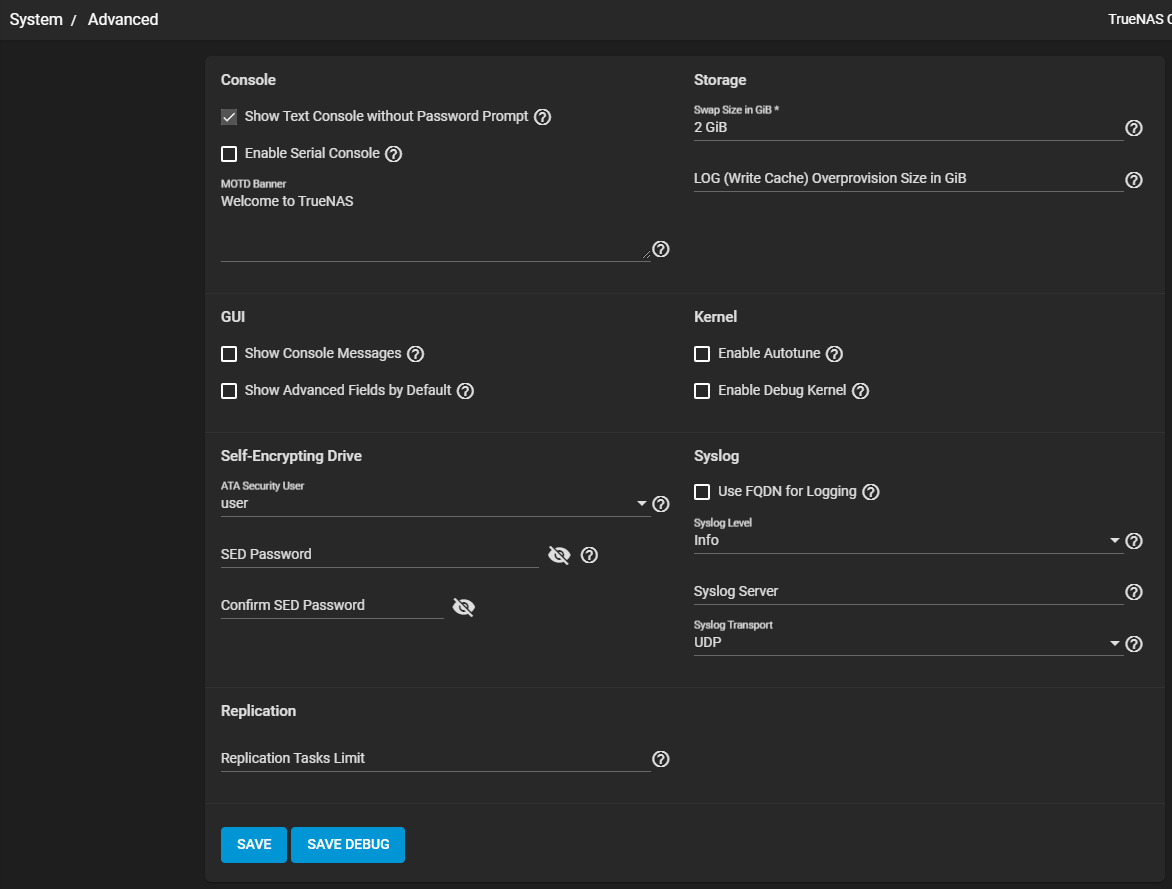 System / Advanced
TrueNAS
Console
Show Text Console without Password Prompt
Enable Serial Console
MOTD Banner
Welcome to TrueNAS
Storage
Swap Size in GiB *
2 GiB
LOG (Write Cache) Overprovision Size in GiB
GUI
Show Console Messages
Show Advanced Fields by Default
Kernel
Enable Autotune
Enable Debug Kernel
Self-Encrypting Drive
ATA Security User
user
SED Password
Confirm SED Password
Syslog
Use FQDN for Logging
Syslog Level
Info
Syslog Server
Syslog Transport
UDP
Replication
Replication Tasks Limit
SAVE
SAVE DEBUG